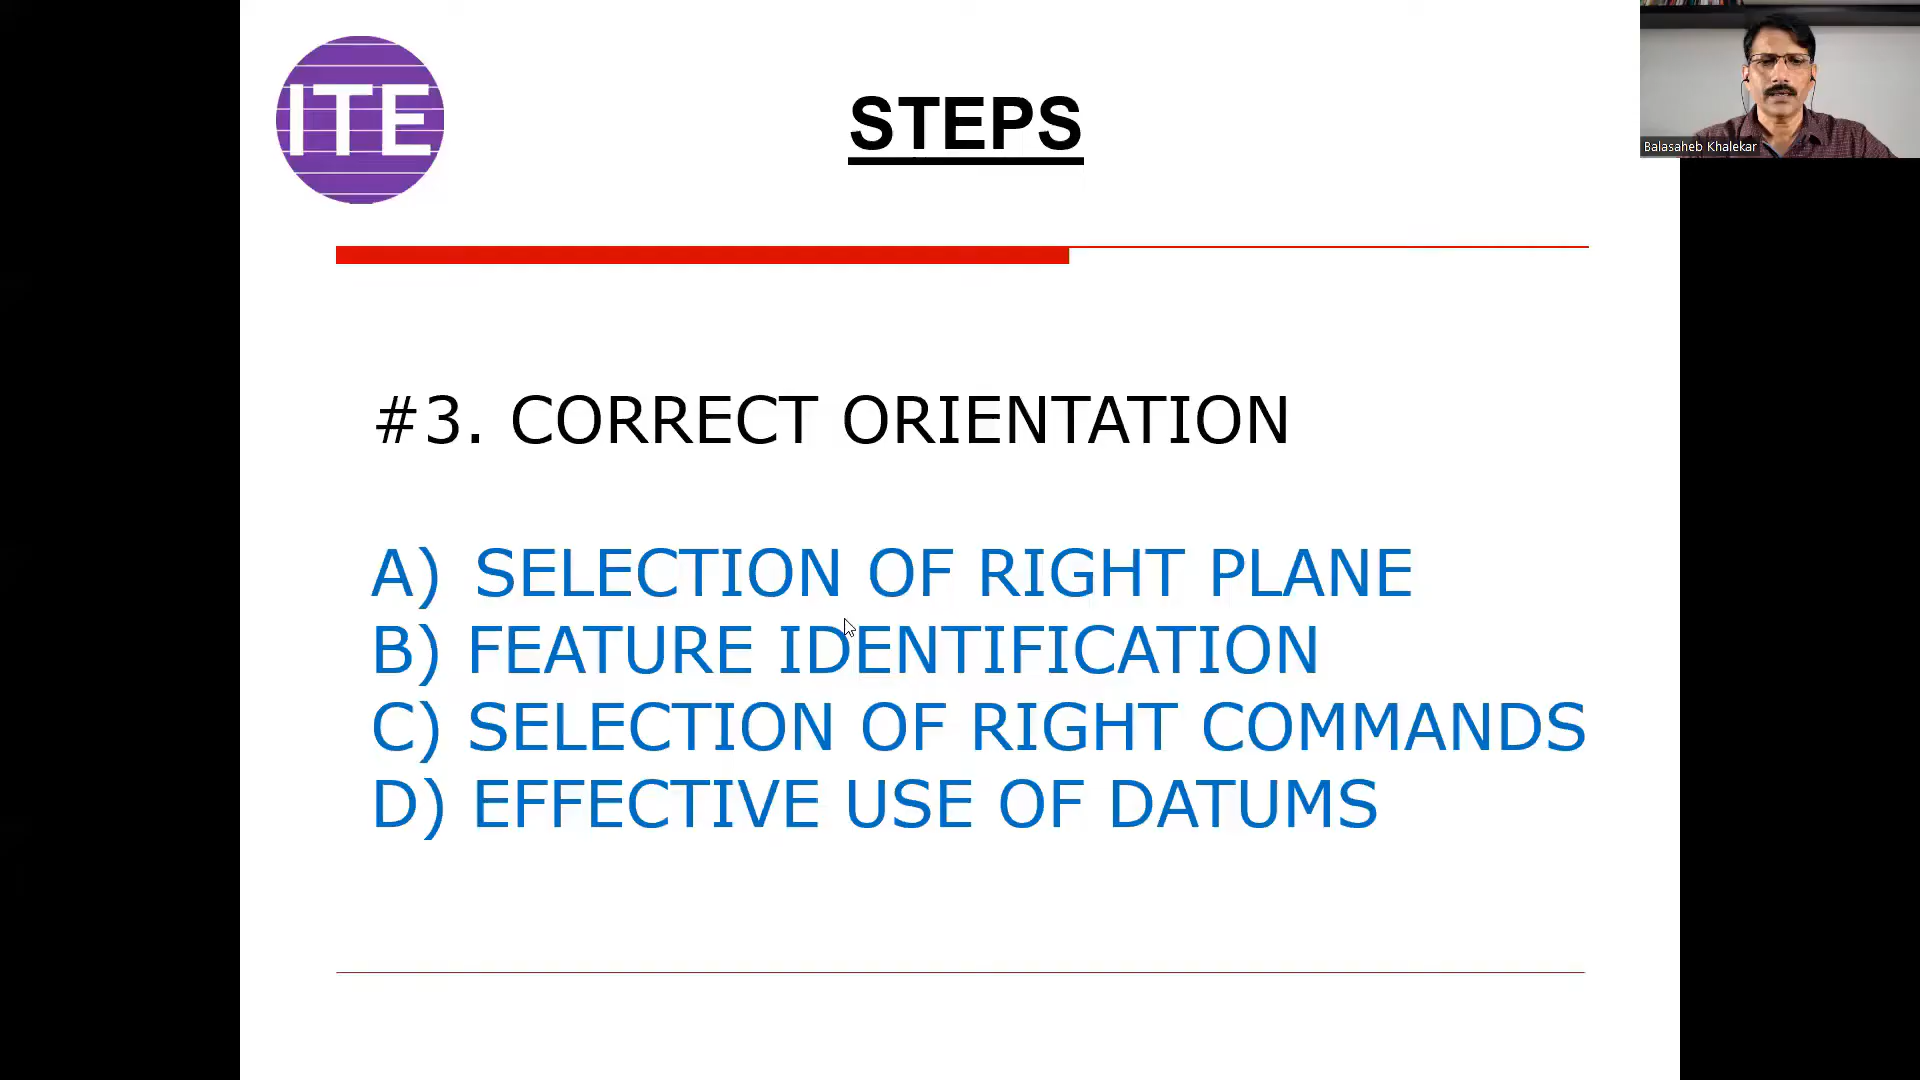 ITE
STEPS
Balasaheb Khalekar
#3. CORRECT ORIENTATION
A) SELECTION OF RIGHT PLANE
B) FEATURE IDENTIFICATION
C) SELECTION OF RIGHT COMMANDS
D) EFFECTIVE USE OF DATUMS